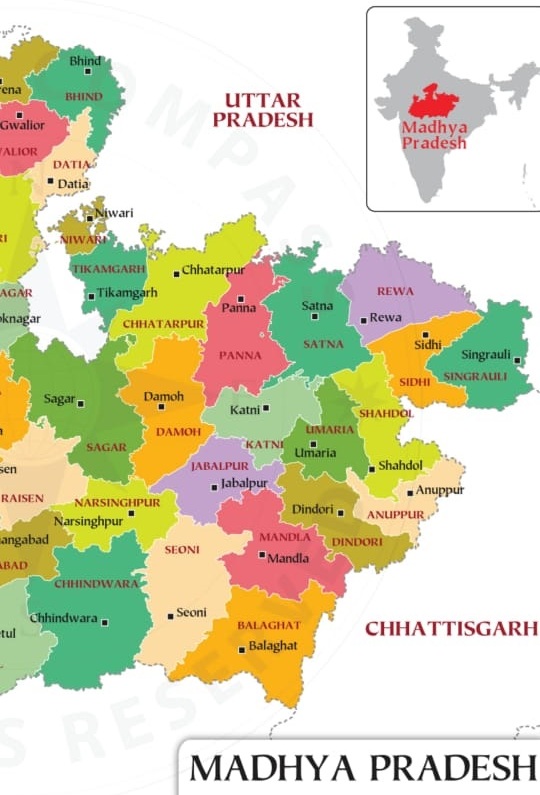 Bhind
BHIND
rena
Gwalior
WALIOR
DATIA
Datia
UTTAR
PRADESH
Madhya
Pradesh
Niwari
NIWARI
RI
TIKAMGARH
Tikamgarh
Chhatarpur
CHHATARPUR
AGAR
oknagar
Panna
PANNA
Satna
SATNA
REWA
Rewa
Sidhi
SIDHI
Singrauli
SINGRAULI
Sagar
SAGAR
Damoh
DAMOH
Katni
KATNI
UMARIA
Umaria
SHAHDOL
Shahdol
JABALPUR
Jabalpur
Anuppur
ANUPPUR
sen
RAISEN
NARSINGHPUR
Narsinghpur
Dindori
DINDORI
angabad
ABAD
SEONI
Seoni
MANDLA
Mandla
CHHINDWARA
Chhindwara
etul
BALAGHAT
Balaghat
CHHATTISGARH
COMPAS
S RESERVED
MADHYA PRADESH